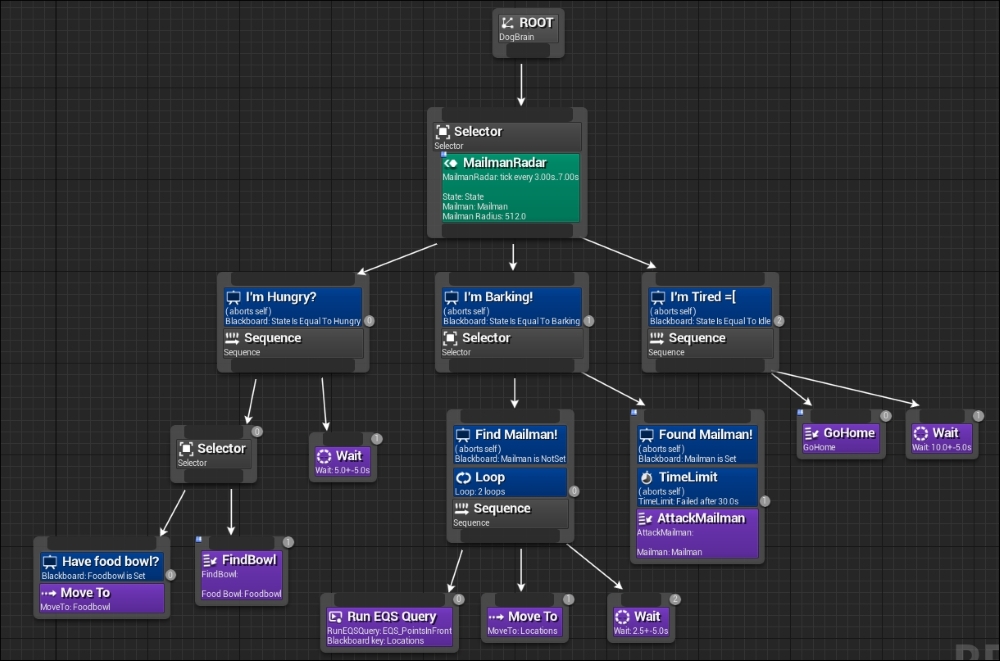 ROOT
DogBrain
Selector
Selector
MailmanRadar
MailmanRadar: tick every 3.00s..7.00s
State: State
Mailman: Mailman
Mailman Radius: 512.0
I'm Hungry?
( aborts self )
Blackboard: State Is Equal To Hungry
0
Sequence
Sequence
I'm Barking!
( aborts self )
Blackboard: State Is Equal To Barking
1
Selector
Selector
I'm Tired =[
( aborts self )
Blackboard: State Is Equal To Idle
2
Sequence
Sequence
0
Selector
Selector
1
Wait
Wait: 5.0+-5.0s
Find Mailman!
( aborts self )
Blackboard: Mailman is NotSet
Loop
Loop: 2 loops
0
Sequence
Sequence
Found Mailman!
( aborts self )
Blackboard: Mailman is Set
TimeLimit
( aborts self )
TimeLimit: Failed after 30.0s
1
AttackMailman
AttackMailman:
Mailman: Mailman
0
GoHome
GoHome
1
Wait
Wait: 10.0+-5.0s
Have food bowl?
Blackboard: Foodbowl is Set
0
Move To
MoveTo: Foodbowl
1
FindBowl
FindBowl:
Food Bowl: Foodbowl
0
Run EQS Query
RunEQSQuery: EQS_PointsInFront
Blackboard key: Locations
1
Move To
MoveTo: Locations
2
Wait
Wait: 2.5+-5.0s